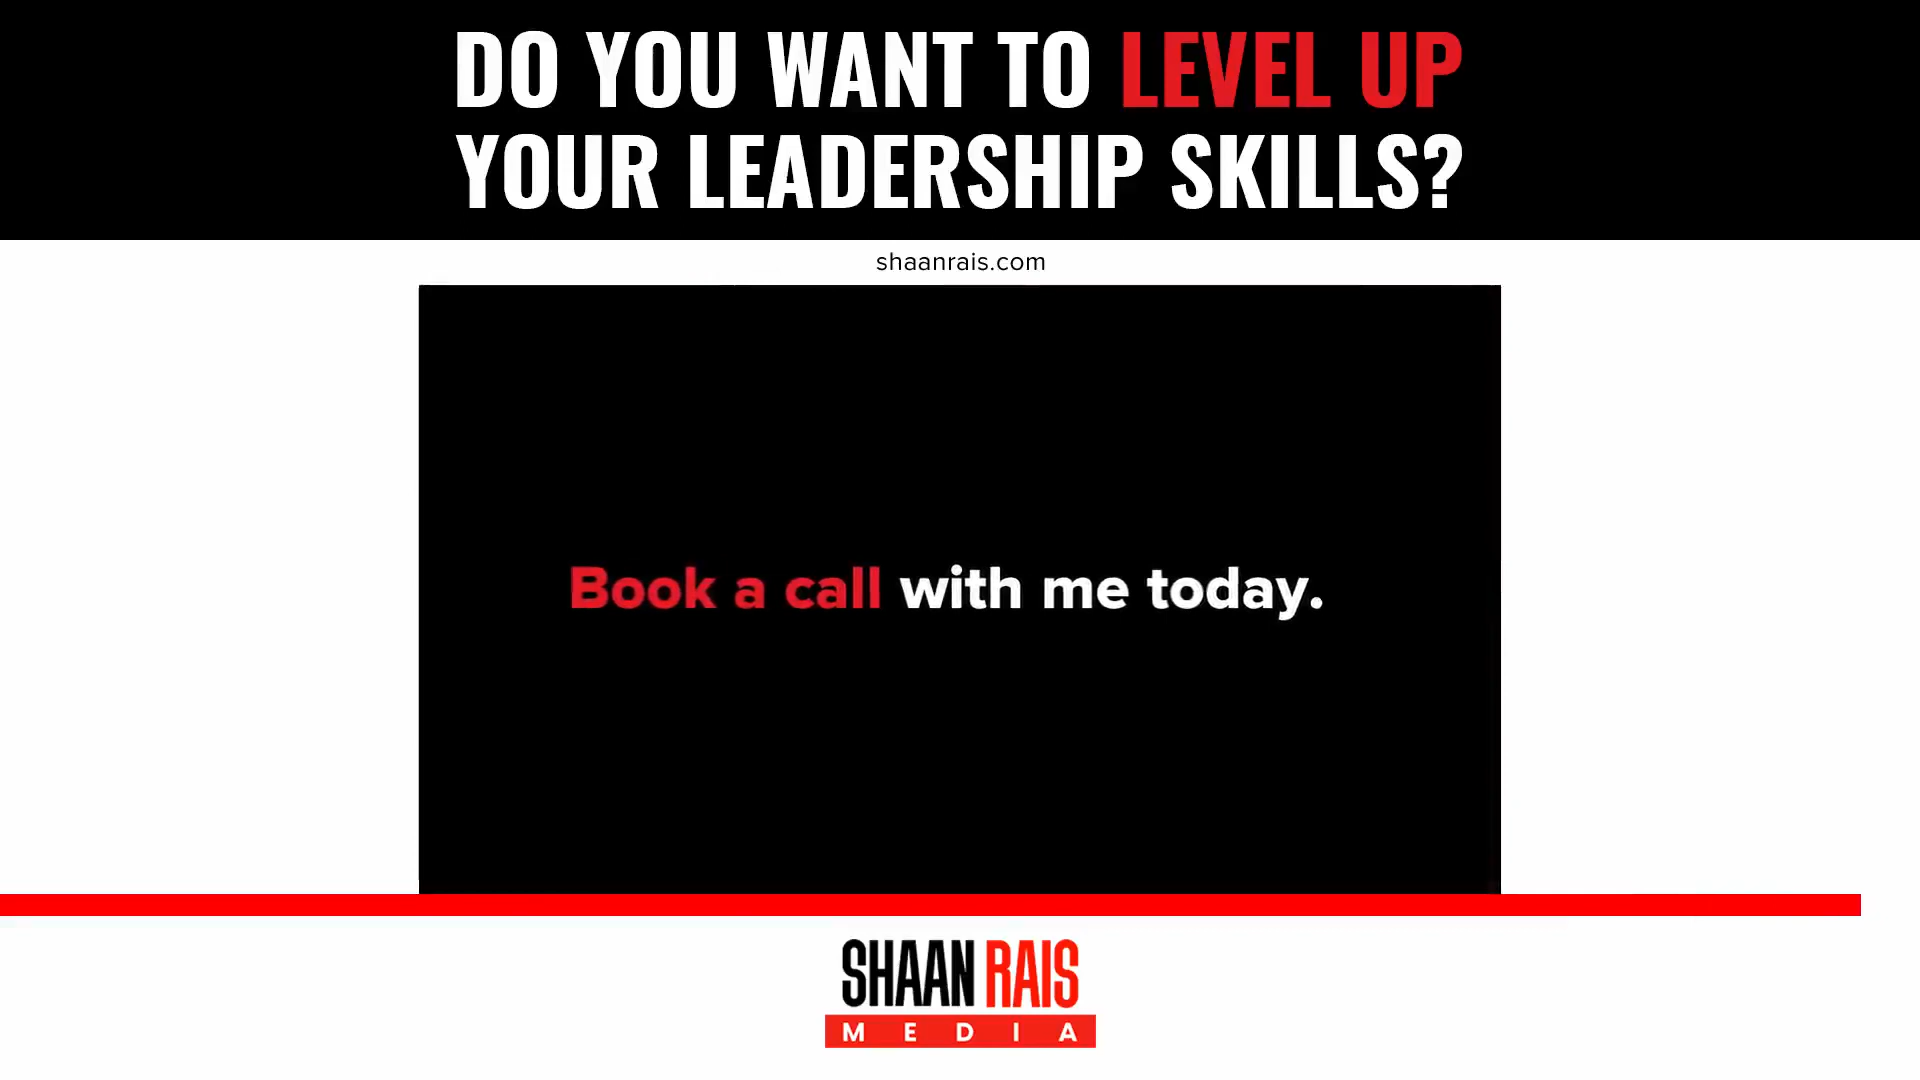 DO YOU WANT TO LEVEL UP
YOUR LEADERSHIP SKILLS?
shaanrais.com
Book a call with me today.
SHAAN RAIS
MEDIA